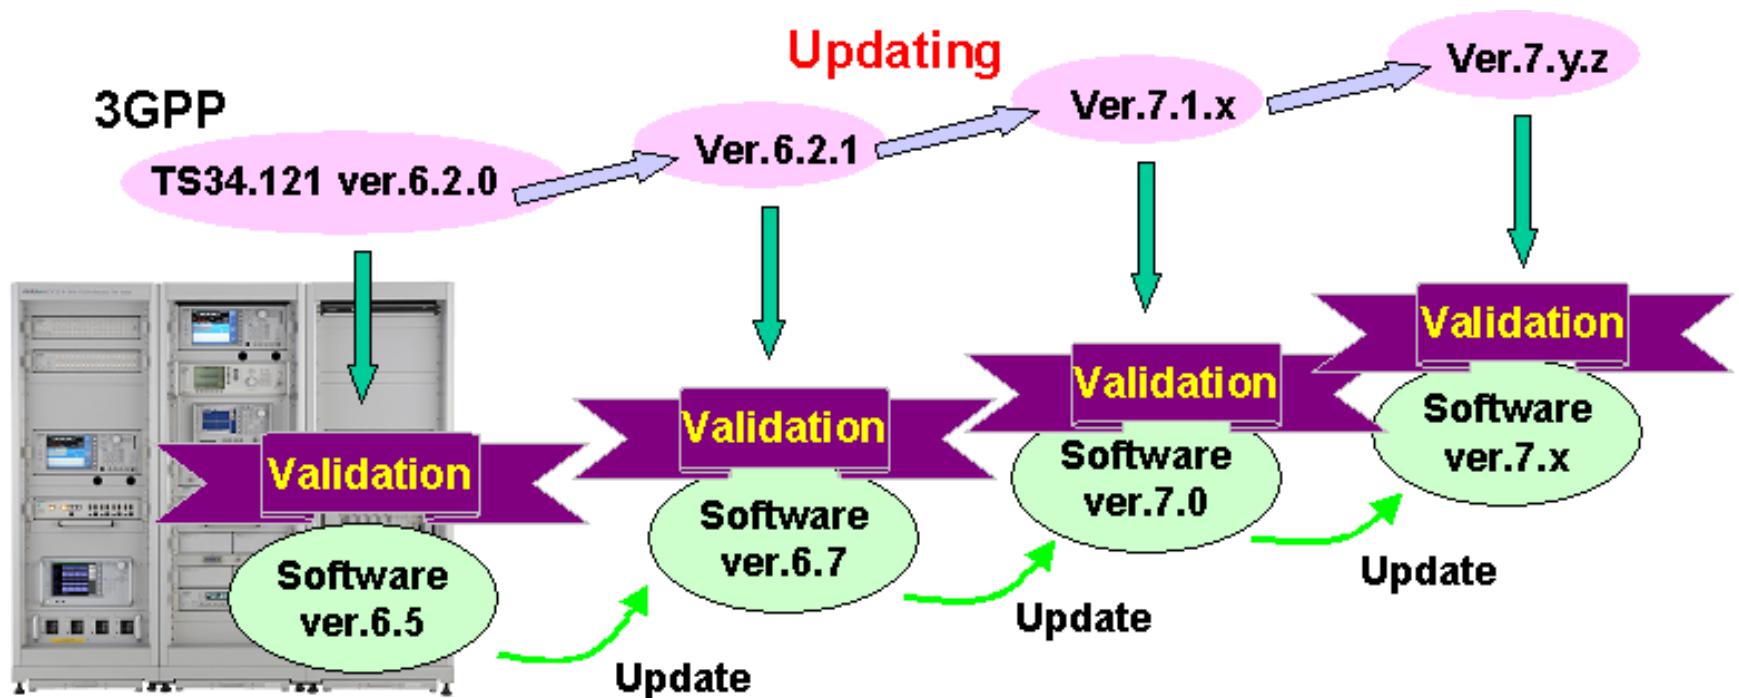 Updating
3GPP
TS34.121 ver.6.2.0
Ver.6.2.1
Ver.7.1.x
Ver.7.y.z
Validation
Software
ver.6.5
Update
Validation
Software
ver.6.7
Update
Validation
Software
ver.7.0
Update
Validation
Software
ver.7.x